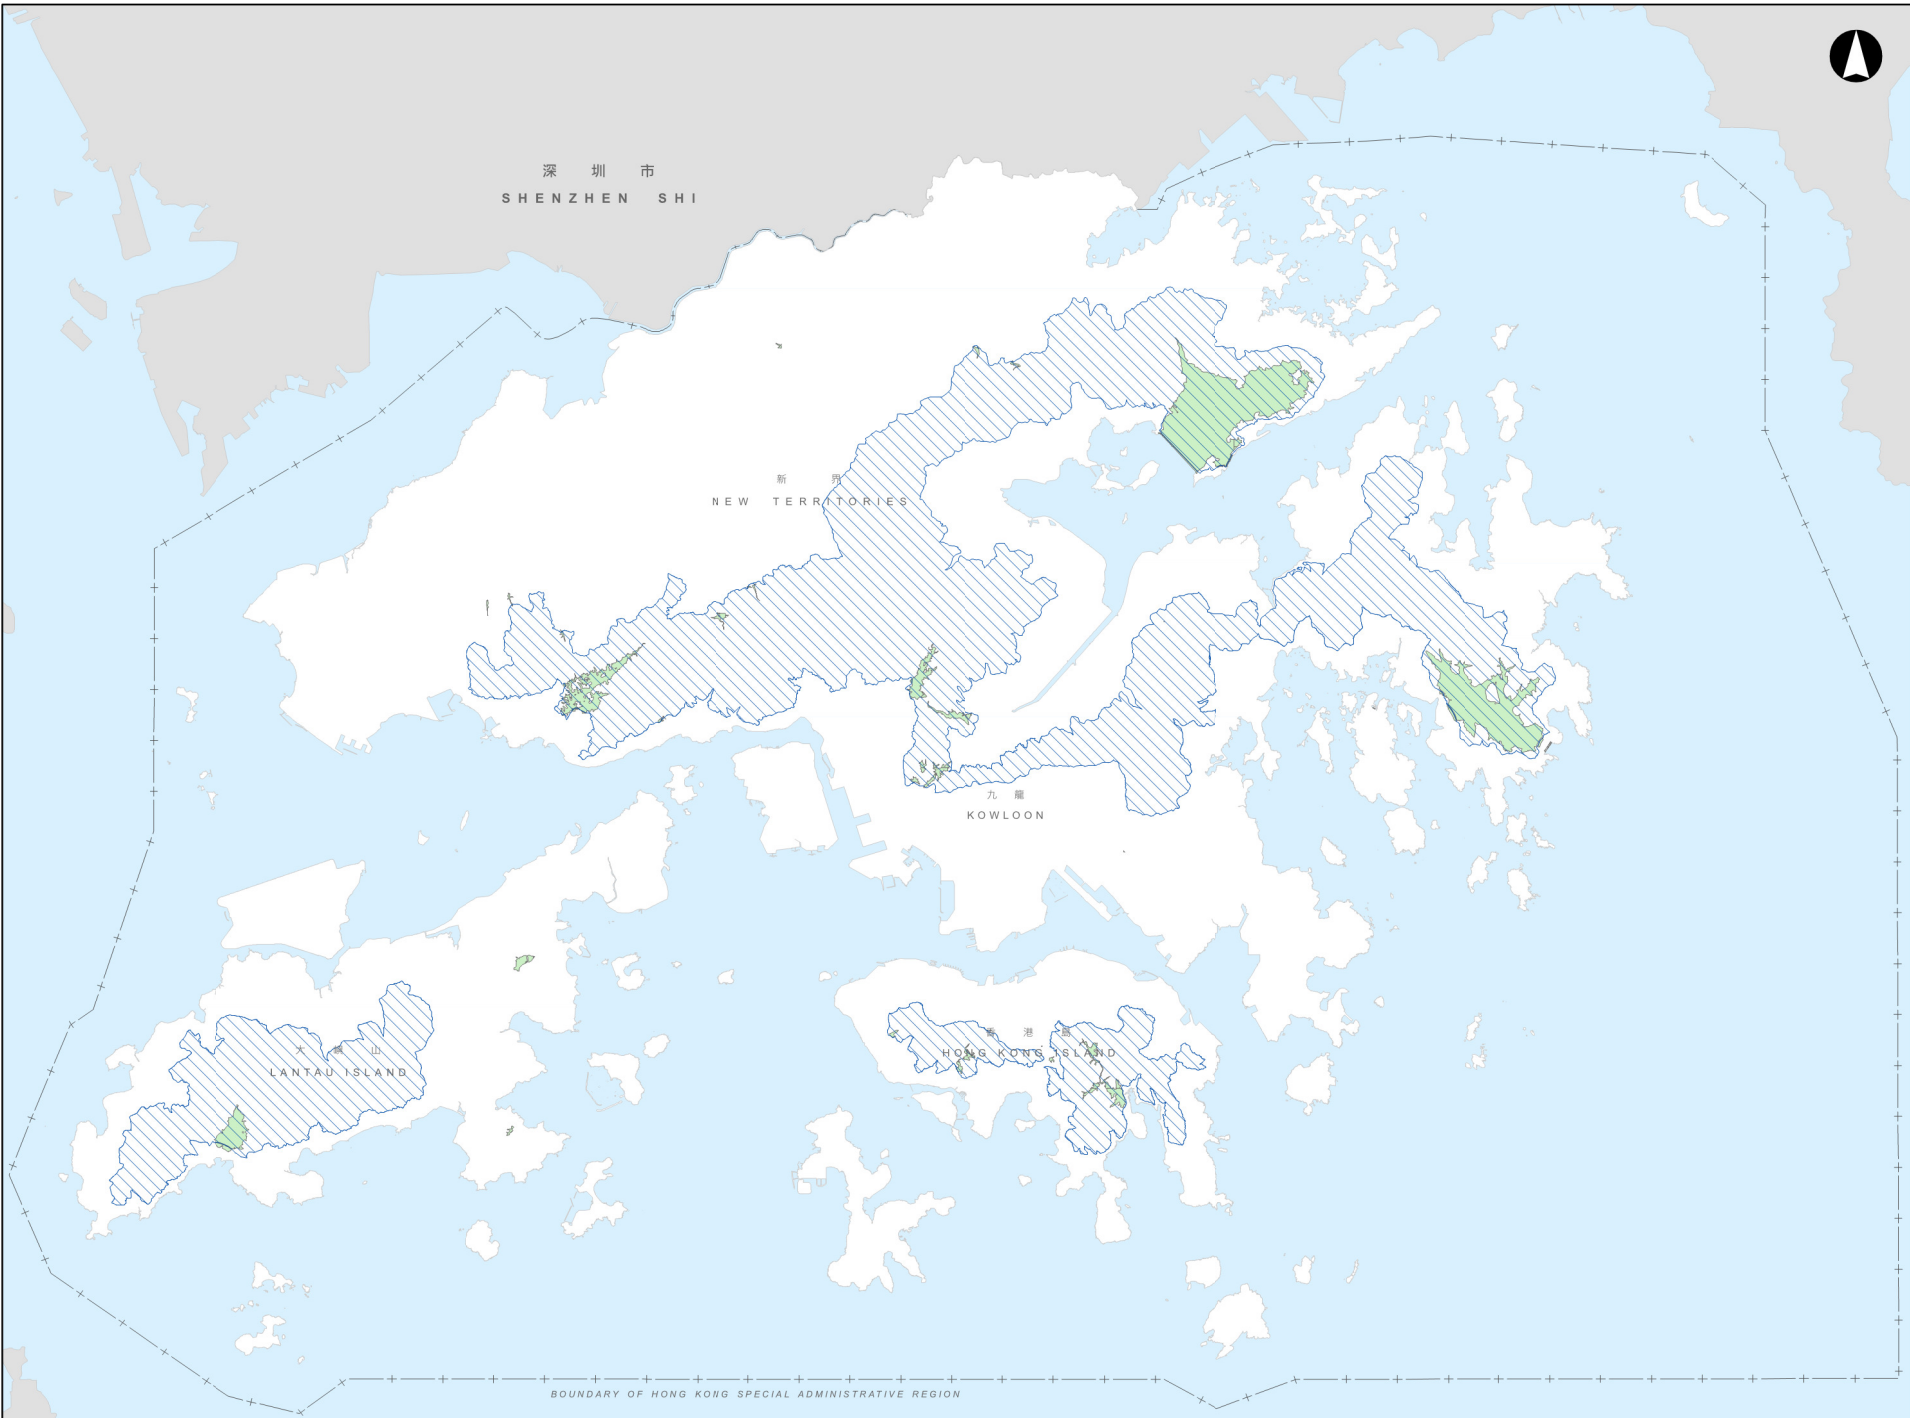 深 圳 市
SHENZHEN SHI
新 界
NEW TERRITORIES
九 龍
KOWLOON
香 港 島
HONG KONG ISLAND
大 嶼 山
LANTAU ISLAND
BOUNDARY OF HONG KONG SPECIAL ADMINISTRATIVE REGION